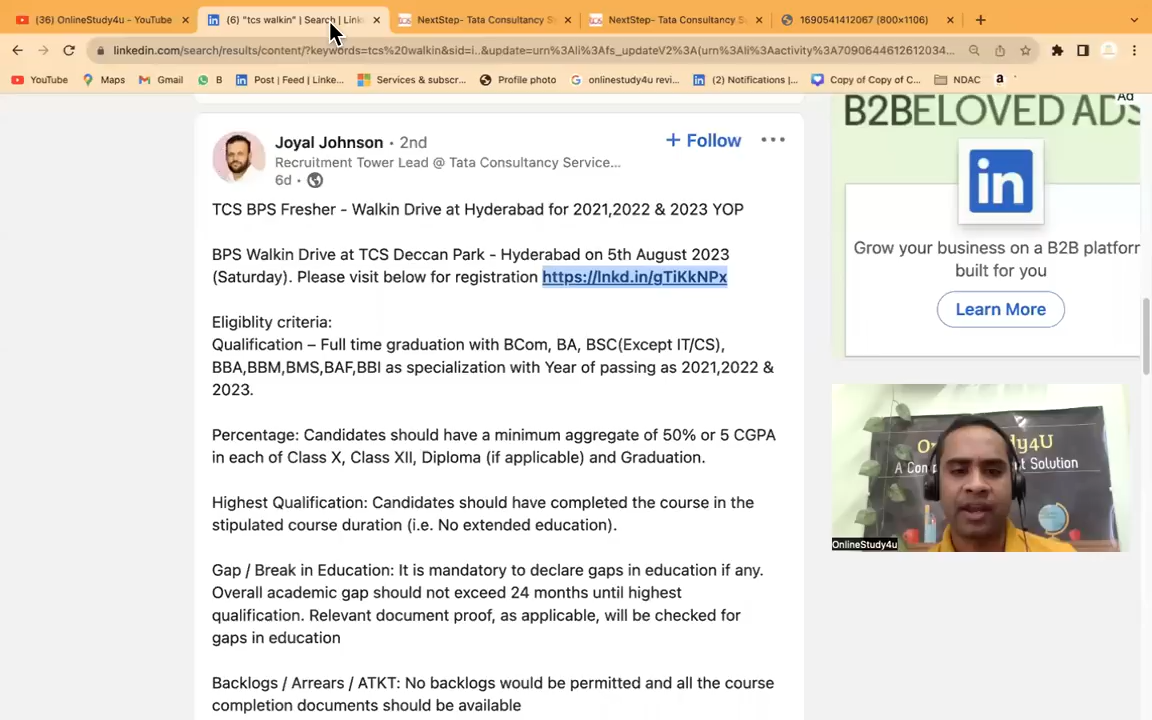 (36) OnlineStudy4u - YouTube
(6) "tcs walkin" | Search | Link
NextStep- Tata Consultancy S
NextStep- Tata Consultancy S
1690541412067 (800×1106)
linkedin.com/search/results/content/?keywords=tcs%20walkin&sid=i..&update=urn%3Ali%3Afs_updateV2%3A(urn%3Ali%3Aactivity%3A7090644612612034...
YouTube
Maps
Gmail
B
Post | Feed | Linke...
Services & subscr...
Profile photo
onlinestudy4u revi...
(2) Notifications |...
Copy of Copy of C...
NDAC
Ad
B2BELOVED ADS
in
Grow your business on a B2B platform
built for you
Learn More
Joyal Johnson • 2nd
+ Follow
Recruitment Tower Lead @ Tata Consultancy Service...
6d •
TCS BPS Fresher - Walkin Drive at Hyderabad for 2021,2022 & 2023 YOP
BPS Walkin Drive at TCS Deccan Park - Hyderabad on 5th August 2023
(Saturday). Please visit below for registration https://lnkd.in/gTiKkNPx
Eligiblity criteria:
Qualification – Full time graduation with BCom, BA, BSC(Except IT/CS),
BBA,BBM,BMS,BAF,BBI as specialization with Year of passing as 2021,2022 &
2023.
Percentage: Candidates should have a minimum aggregate of 50% or 5 CGPA
in each of Class X, Class XII, Diploma (if applicable) and Graduation.
Highest Qualification: Candidates should have completed the course in the
stipulated course duration (i.e. No extended education).
Gap / Break in Education: It is mandatory to declare gaps in education if any.
Overall academic gap should not exceed 24 months until highest
qualification. Relevant document proof, as applicable, will be checked for
gaps in education
Backlogs / Arrears / ATKT: No backlogs would be permitted and all the course
completion documents should be available
Solution
OnlineStudy4u